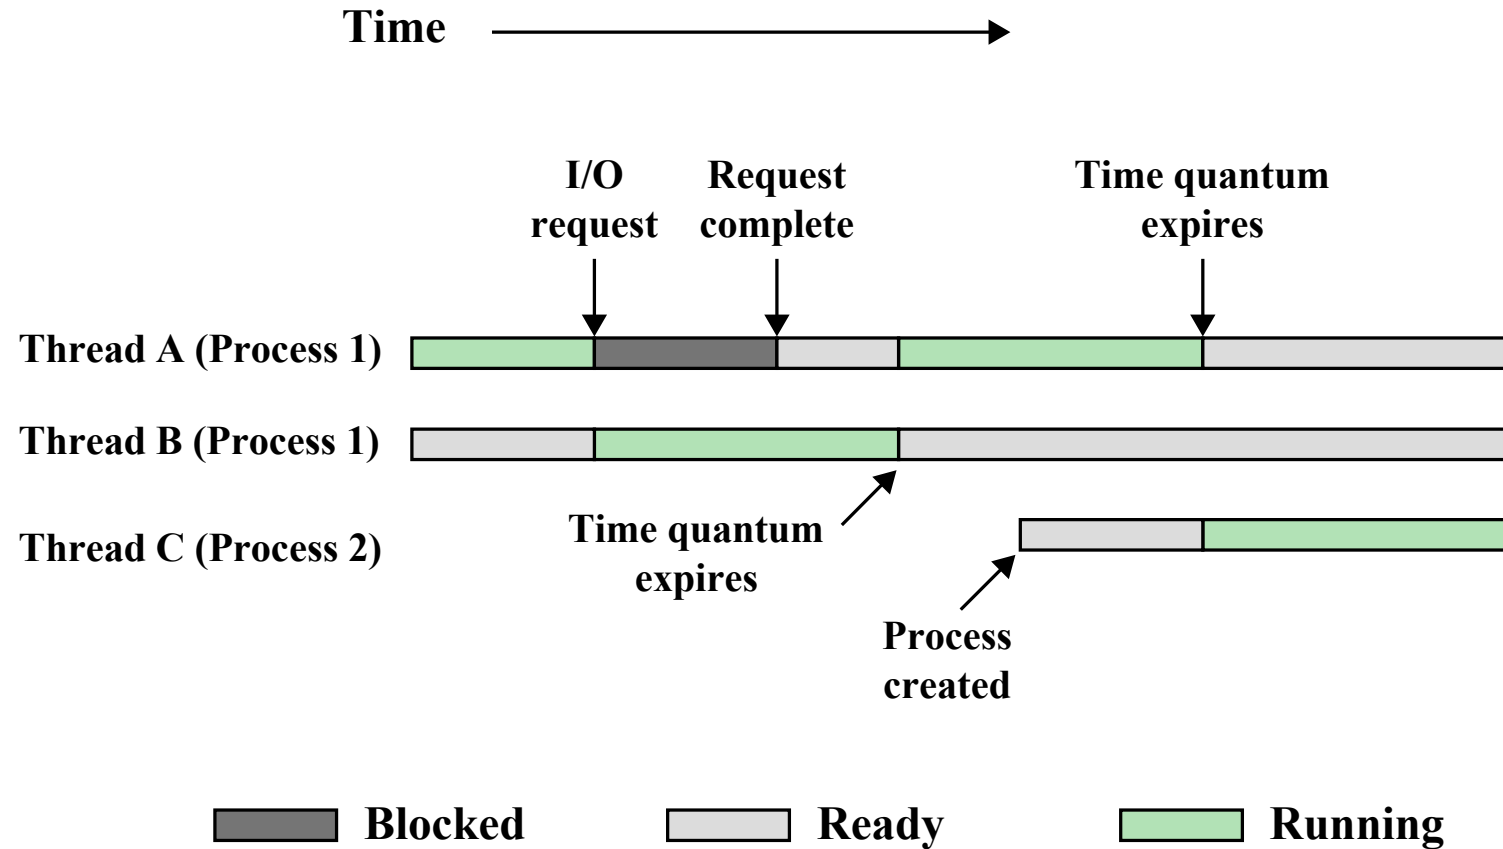 Time
I/O
request
Request
complete
Time quantum
expires
Thread A (Process 1)
Thread B (Process 1)
Thread C (Process 2)
Time quantum
expires
Process
created
Blocked
Ready
Running